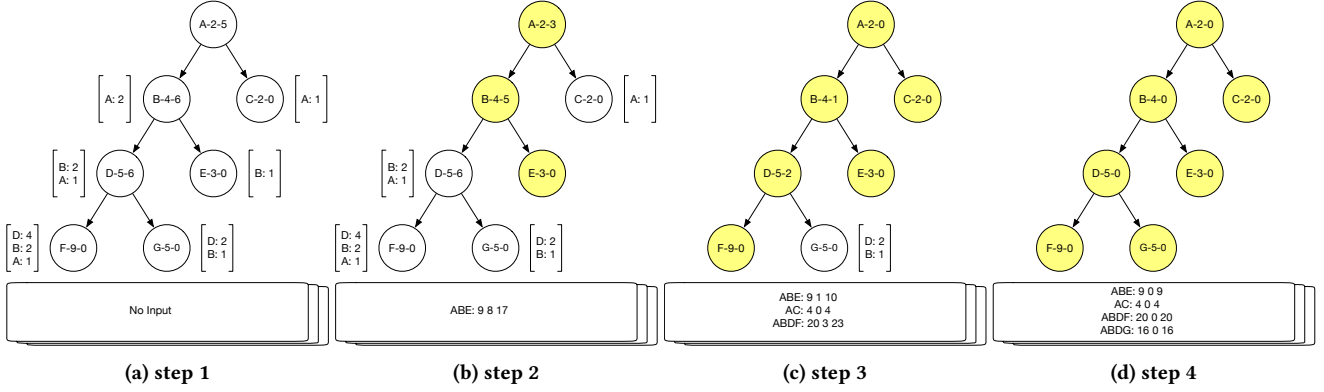 A-2-5
A: 2
B-4-6
C-2-0
A: 1
B: 2
A: 1
D-5-6
E-3-0
B: 1
D: 4
B: 2
A: 1
F-9-0
G-5-0
D: 2
B: 1
No Input
(a) step 1
A-2-3
B-4-5
C-2-0
A: 1
B: 2
A: 1
D-5-6
E-3-0
D: 4
B: 2
A: 1
F-9-0
G-5-0
D: 2
B: 1
ABE: 9 8 17
(b) step 2
A-2-0
B-4-1
C-2-0
D-5-2
E-3-0
F-9-0
G-5-0
D: 2
B: 1
ABE: 9 1 10
AC: 4 0 4
ABDF: 20 3 23
(c) step 3
A-2-0
B-4-0
C-2-0
D-5-0
E-3-0
F-9-0
G-5-0
ABE: 9 0 9
AC: 4 0 4
ABDF: 20 0 20
ABDG: 16 0 16
(d) step 4